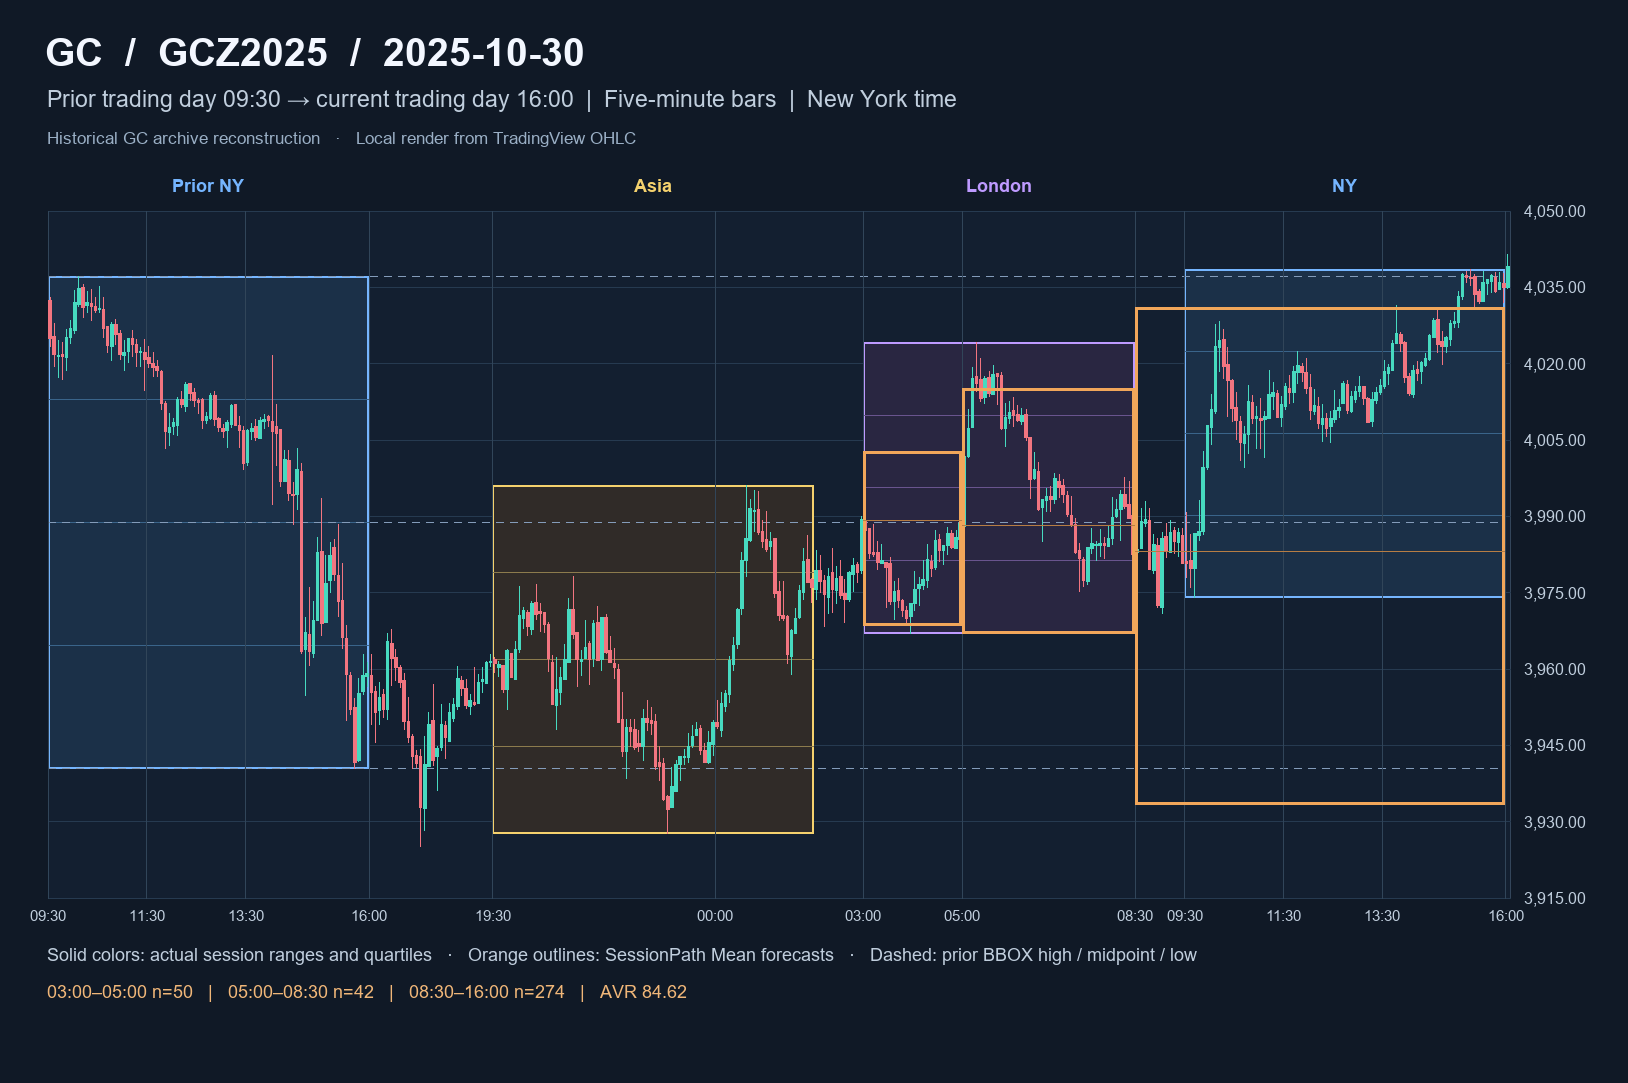 GC / GCZ2025 / 2025-10-30
Prior trading day 09:30 → current trading day 16:00 | Five-minute bars | New York time
Historical GC archive reconstruction · Local render from TradingView OHLC
Prior NY Asia London NY
4,050.00
4,035.00
4,020.00
4,005.00
3,990.00
3,975.00
3,960.00
3,945.00
3,930.00
3,915.00
09:30 11:30 13:30 16:00 19:30 00:00 03:00 05:00 08:30 09:30 11:30 13:30 16:00
Solid colors: actual session ranges and quartiles · Orange outlines: SessionPath Mean forecasts · Dashed: prior BBOX high / midpoint / low
03:00–05:00 n=50 | 05:00–08:30 n=42 | 08:30–16:00 n=274 | AVR 84.62